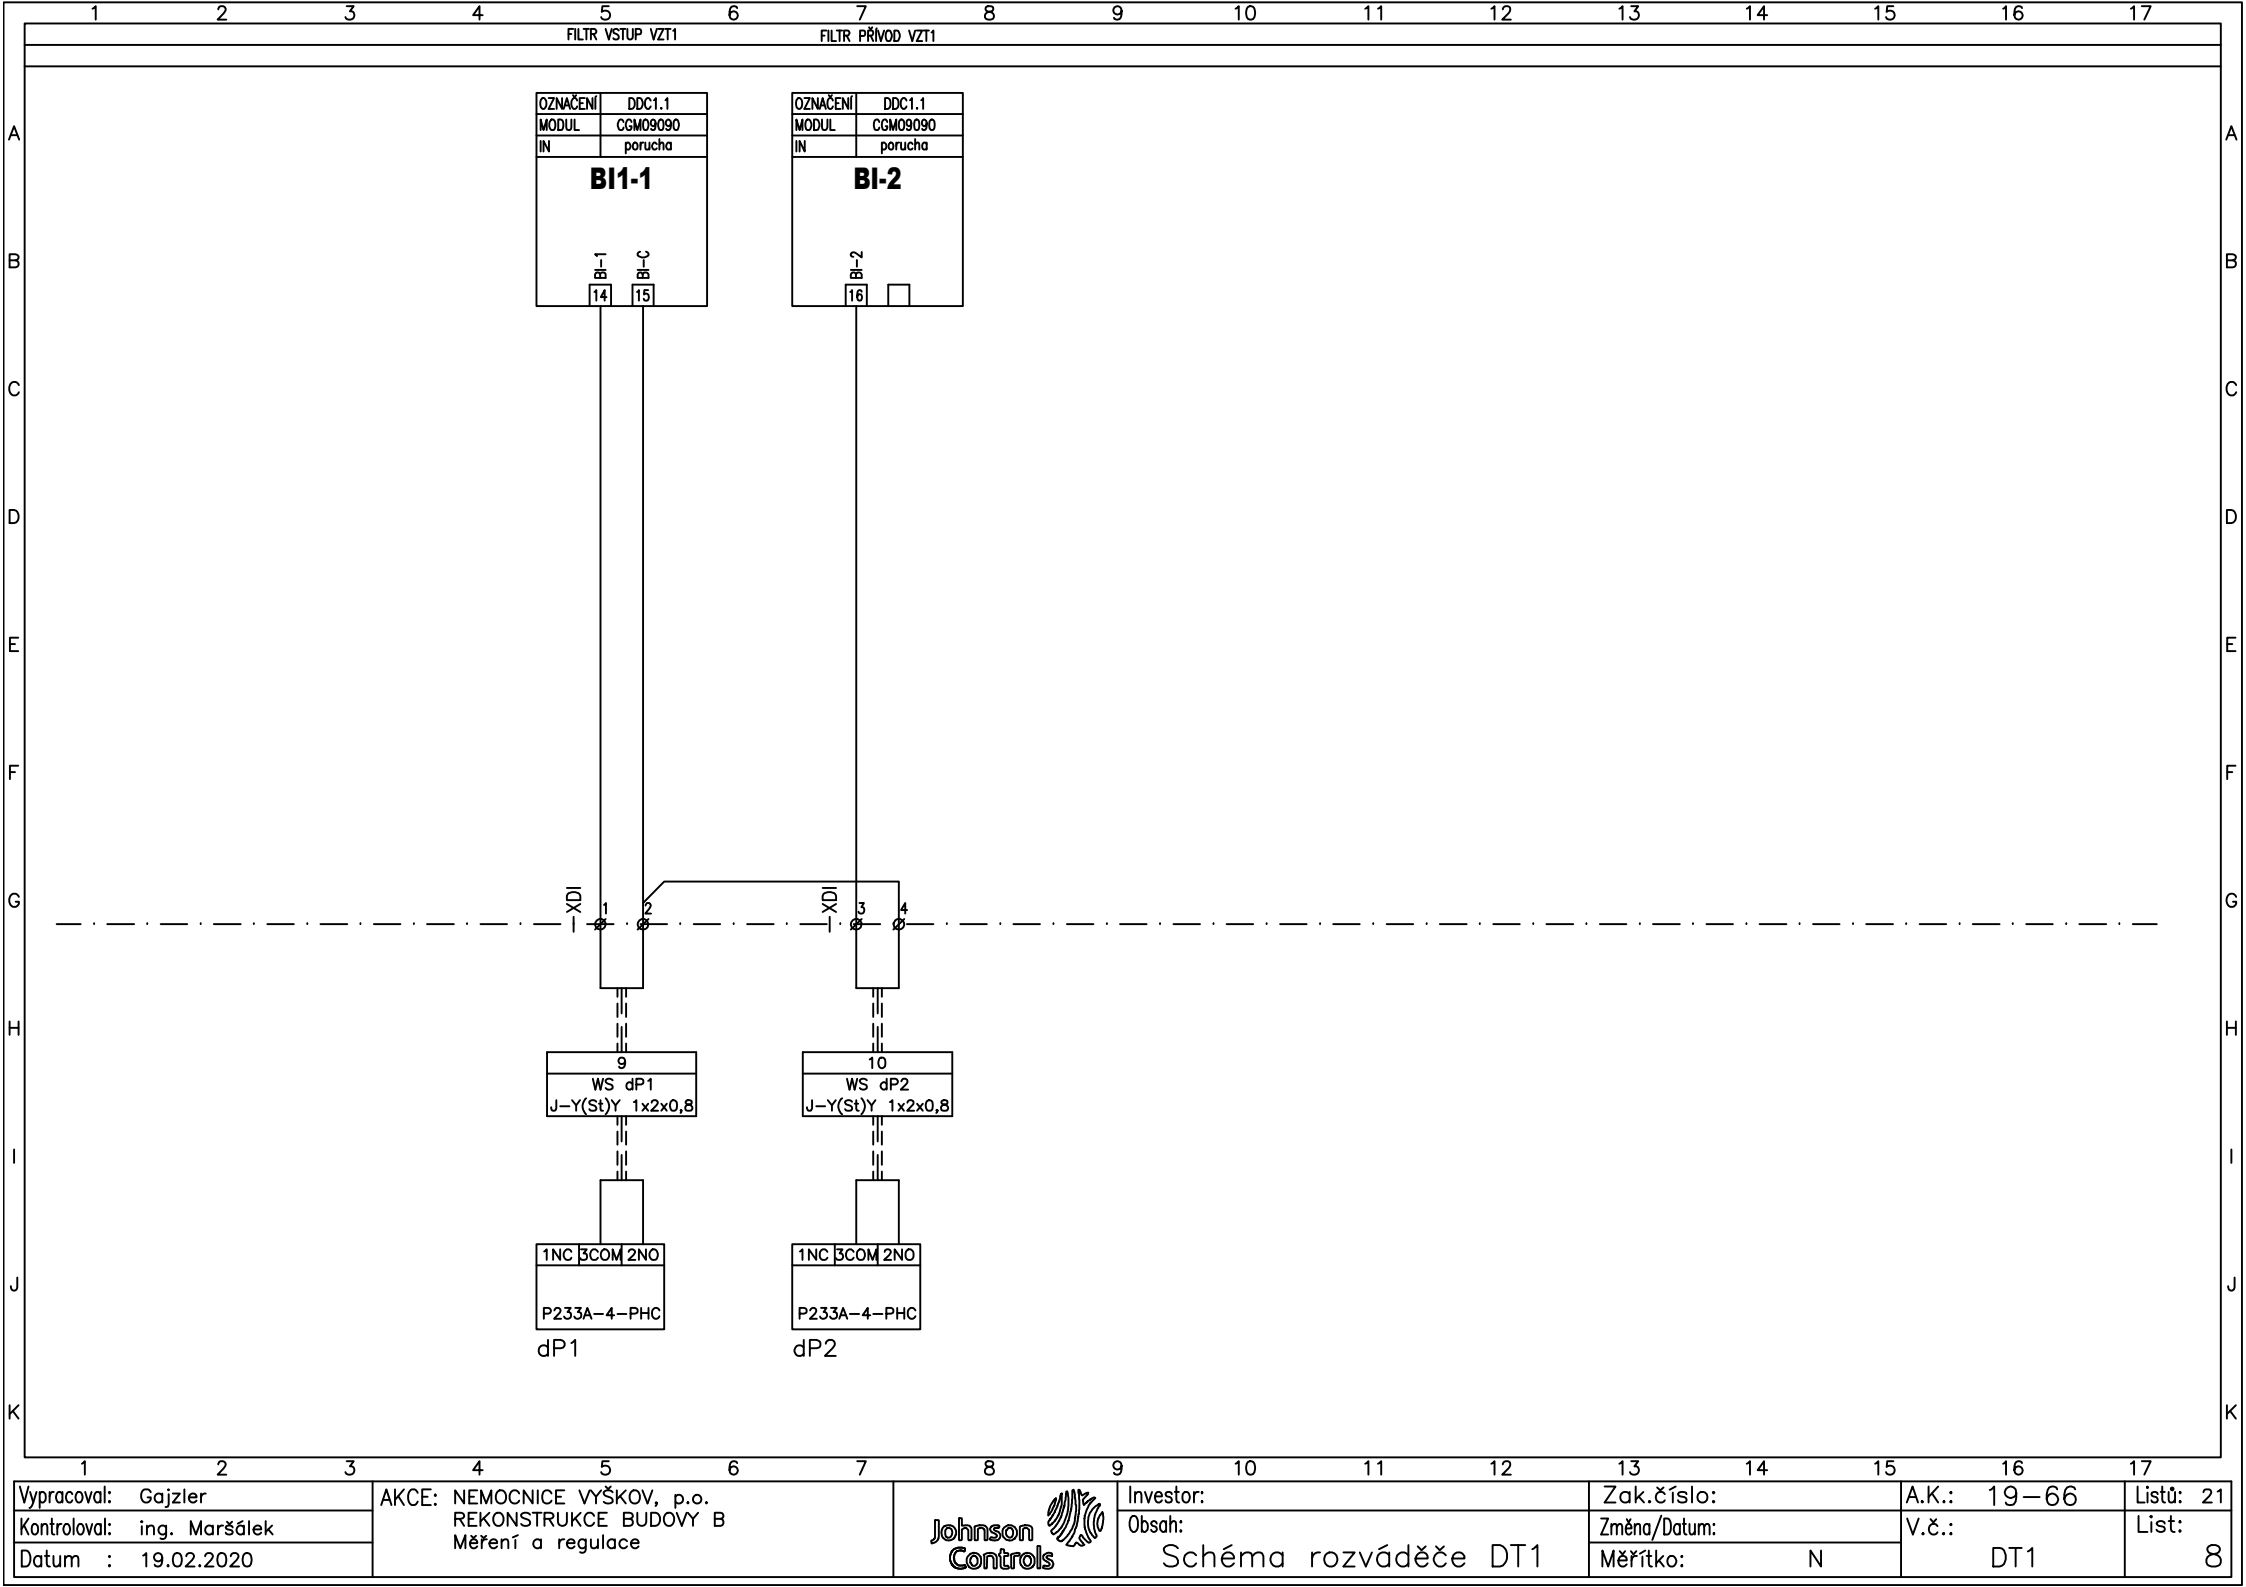 1 2 3 4 5 6 7 8 9 10 11 12 13 14 15 16 17
FILTR VSTUP VZT1 FILTR PŘÍVOD VZT1
OZNAČENÍ DDC1.1 OZNAČENÍ DDC1.1
MODUL CGM09090 MODUL CGM09090
A A
IN porucha IN porucha
BI1-1 BI-2
B BI-1 BI-C BI-2 B
14 15 16
C C
D D
E E
F F
G G
XDI 1 2 XDI 3 4
H H
9 10
WS dP1 WS dP2
J-Y(St)Y 1x2x0,8 J-Y(St)Y 1x2x0,8
I I
1NC 3COM 2NO 1NC 3COM 2NO
J J
P233A-4-PHC P233A-4-PHC
dP1 dP2
K K
1 2 3 4 5 6 7 8 9 10 11 12 13 14 15 16 17
Vypracoval: Gajzler
Kontroloval: ing. Maršálek
Datum : 19.02.2020
AKCE: NEMOCNICE VYŠKOV, p.o.
REKONSTRUKCE BUDOVY B
Měření a regulace
Johnson
Controls
Investor:
Obsah:
Schéma rozváděče DT1
Zak.číslo:
Změna/Datum:
Měřítko: N
A.K.: 19-66
V.č.:
DT1
Listů: 21
List:
8